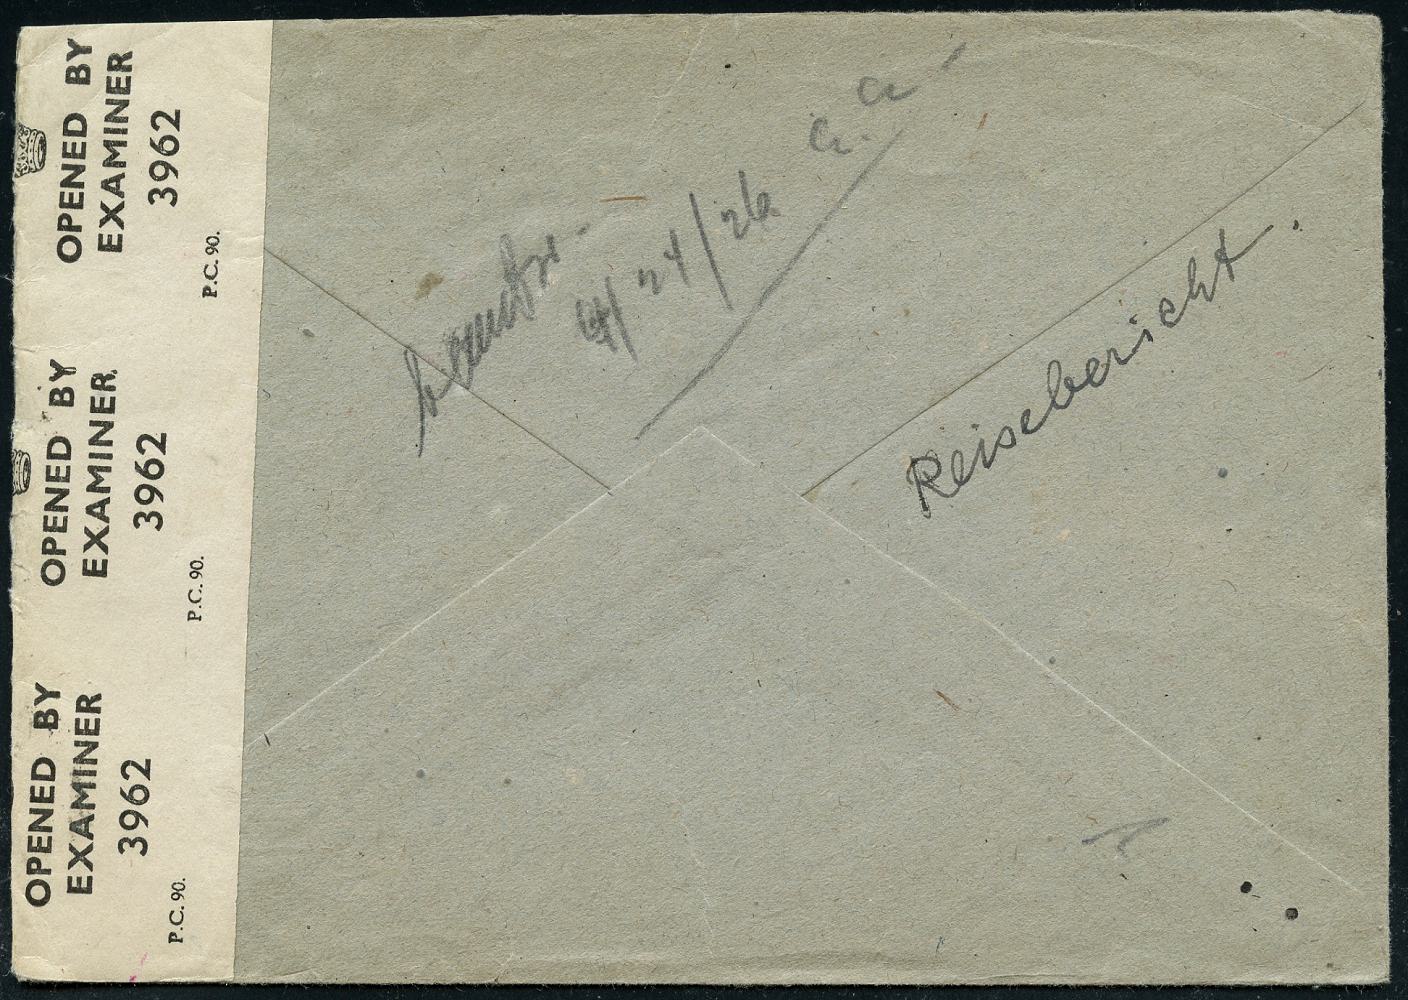 OPENED BY
EXAMINER
3962
P.C. 90.
OPENED BY
EXAMINER
3962
P.C. 90.
OPENED BY
EXAMINER
3962
P.C. 90.
Reisebericht.